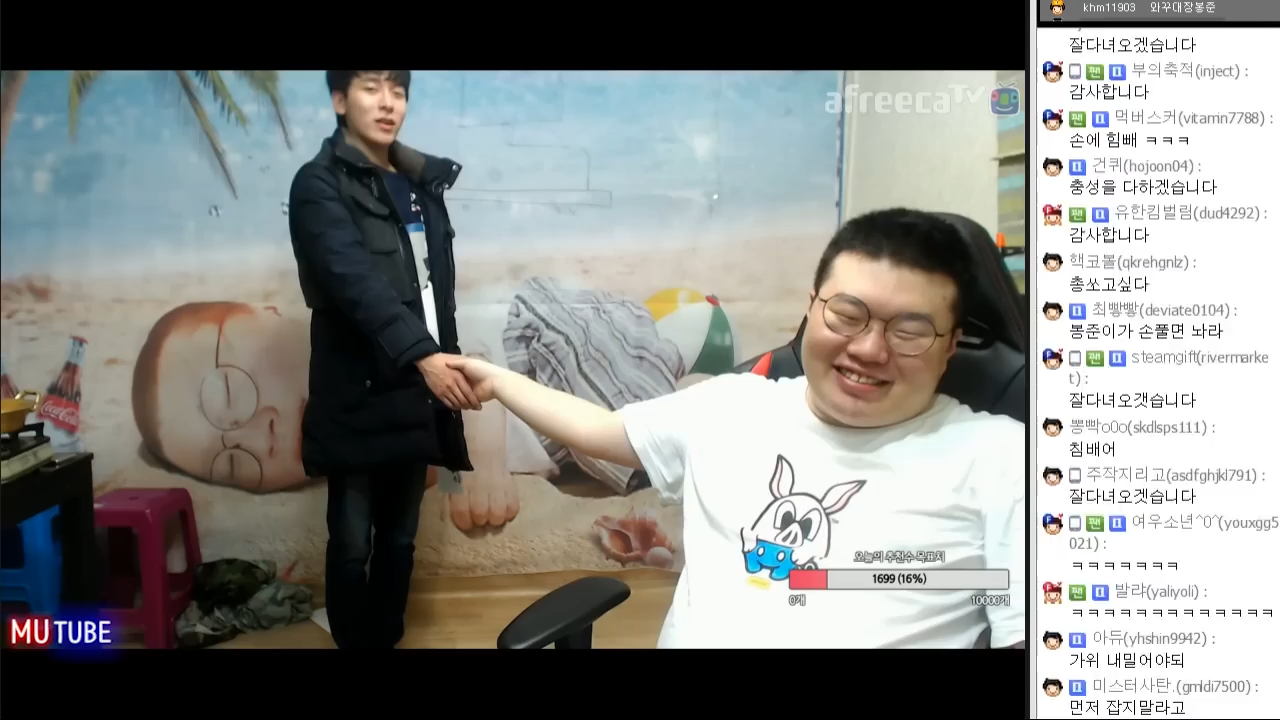 khm11903 와꾸대장봉준
afreecaTV
잘다녀오겠습니다
부의축적(inject) :
감사합니다
먹버스커(vitamin7788) :
손에 힘빼 ㅋㅋㅋ
건퀴(hojoon04) :
충성을 다하겠습니다
유한킴벌림(dud4292) :
감사합니다
핵코볼(qkrehgnlz) :
총쏘고싶다
최빵빵(deviate0104) :
봉준이가 손풀면 놔라
steamgift(rivermarke
t) :
잘다녀오갯습니다
뽕빡o0o(skdlsps111) :
침배어
주작지리고(asdfghjkl791) :
잘다녀오겠습니다
여우소년^0^(youxgg5
021) :
ㅋㅋㅋㅋㅋㅋㅋ
발랴(yaliyoli) :
ㅋㅋㅋㅋㅋㅋㅋㅋㅋㅋㅋㅋㅋ
아듀(yhshin9942) :
가위 내밀어야되
미스터사탄.(gmldi7500) :
먼저 잡지말라고
Coca-Cola
오늘의 추천수 목표치
1699 (16%)
0개 10000개
MUTUBE